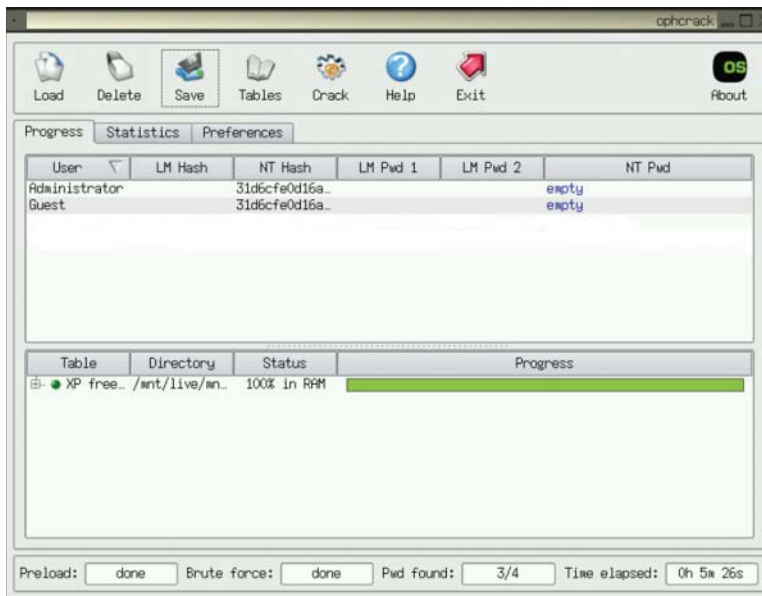 ophcrack
Load Delete Save Tables Crack Help Exit OS About
Progress Statistics Preferences
User LM Hash NT Hash LM Pwd 1 LM Pwd 2 NT Pwd
Administrator 31d6cfe0d16a… empty
Guest 31d6cfe0d16a… empty
Table Directory Status Progress
XP free… /mnt/live/mn… 100% in RAM
Preload: done Brute force: done Pwd found: 3/4 Time elapsed: 0h 5m 26s